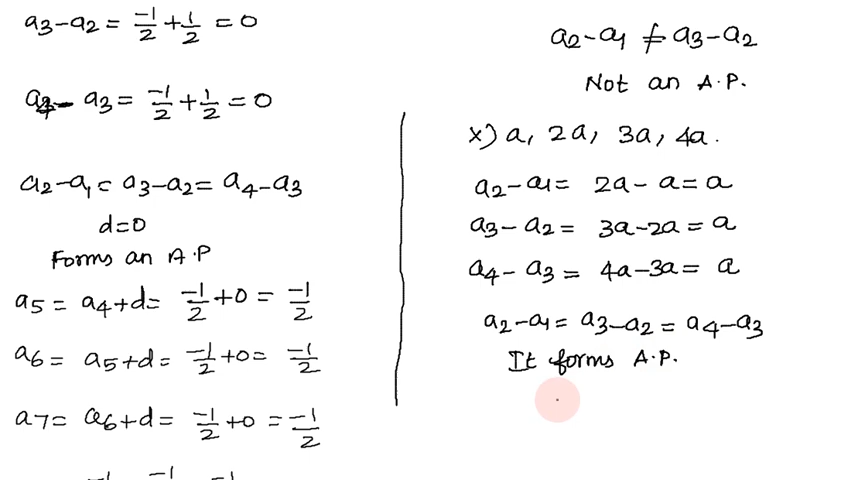 a3-a2 = -1/2 + 1/2 = 0
a4 - a3 = -1/2 + 1/2 = 0
a2-a1 = a3-a2 = a4-a3
d=0
Forms an A.P
a5 = a4+d = -1/2 + 0 = -1/2
a6 = a5+d = -1/2 + 0 = -1/2
a7 = a6+d = -1/2 + 0 = -1/2
-1 -1 -1
a2-a1 ≠ a3-a2
Not an A.P.
x) a, 2a, 3a, 4a.
a2-a1 = 2a - a = a
a3-a2 = 3a-2a = a
a4-a3 = 4a-3a = a
a2-a1 = a3-a2 = a4-a3
It forms A.P.